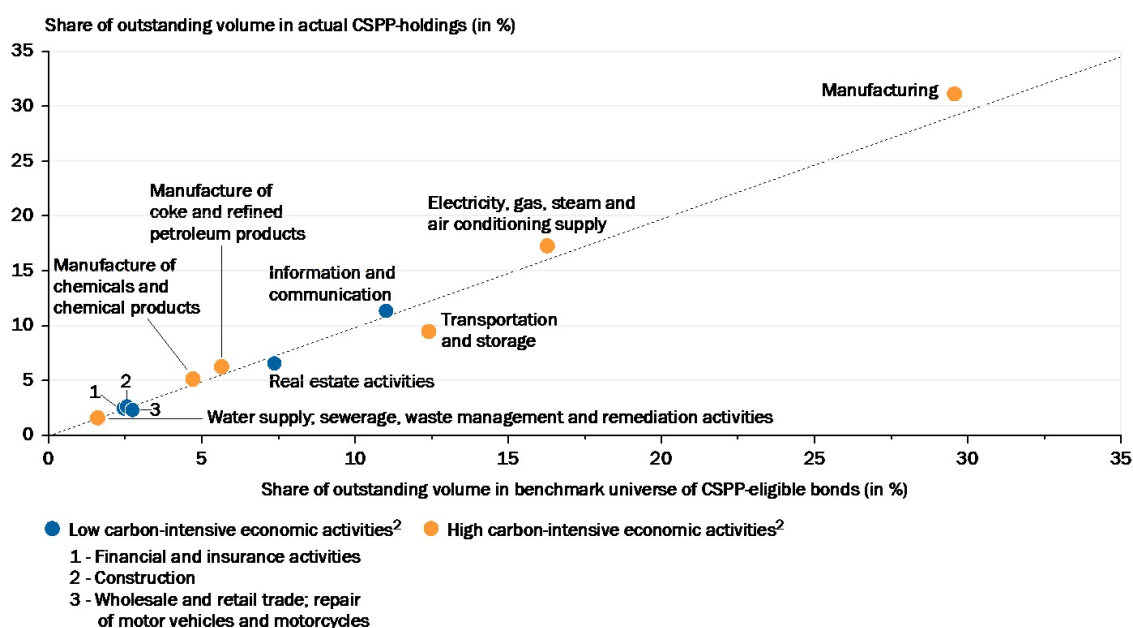 Share of outstanding volume in actual CSPP-holdings (in %)
35
30
25
20
15
10
5
0
Manufacturing
Manufacture of
coke and refined
petroleum products
Electricity, gas, steam and
air conditioning supply
Manufacture of
chemicals and
chemical products
Information and
communication
Transportation
and storage
Real estate activities
1
2
3
Water supply; sewerage, waste management and remediation activities
0 5 10 15 20 25 30 35
Share of outstanding volume in benchmark universe of CSPP-eligible bonds (in %)
Low carbon-intensive economic activities2 High carbon-intensive economic activities2
1 - Financial and insurance activities
2 - Construction
3 - Wholesale and retail trade; repair
of motor vehicles and motorcycles